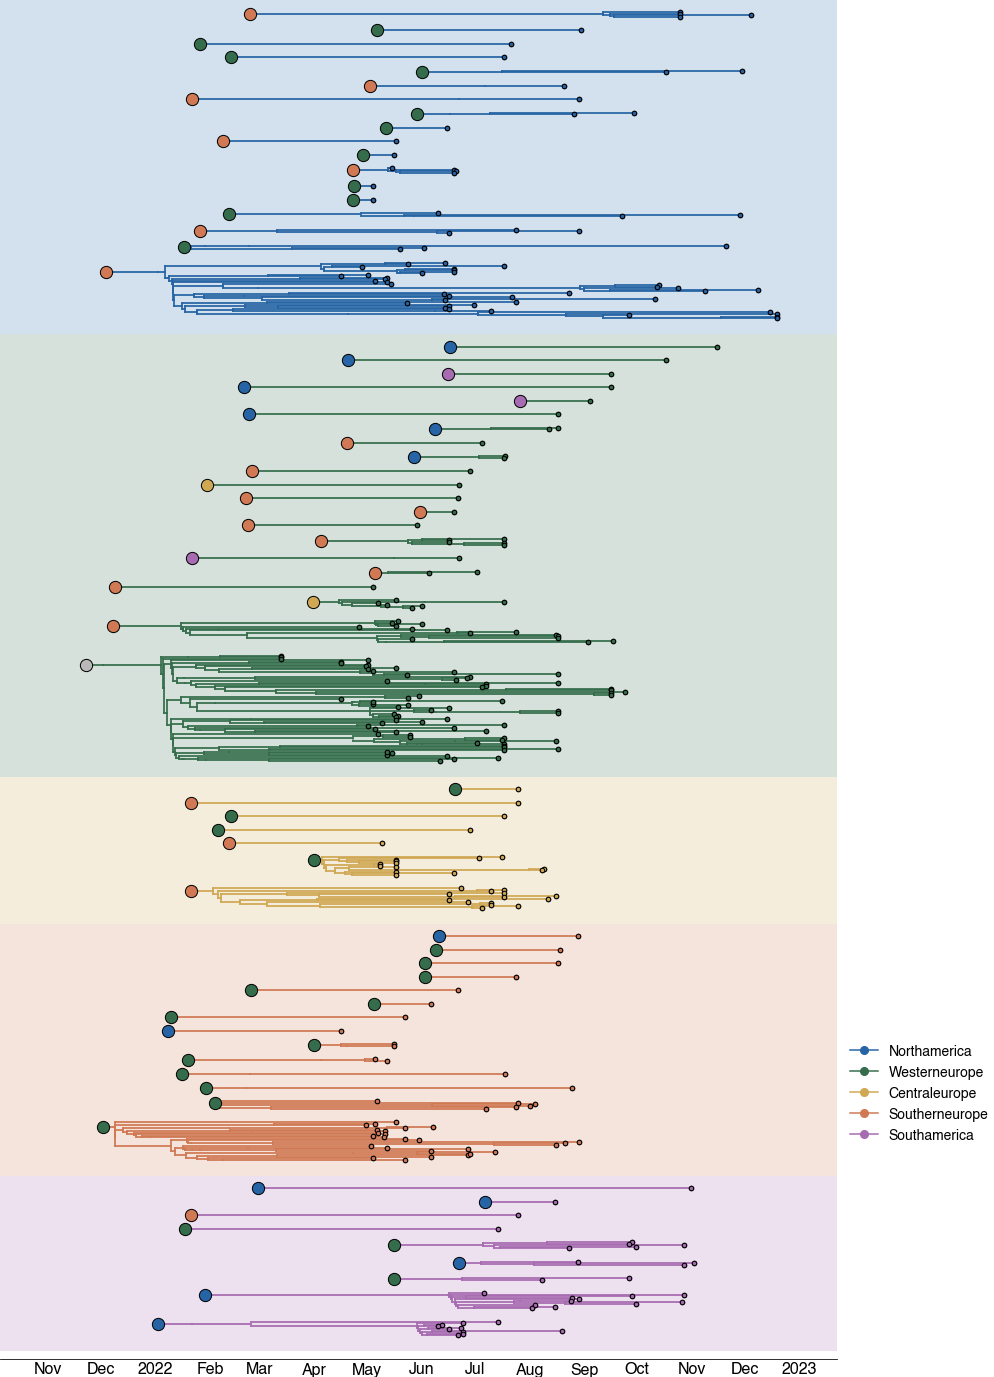 Northamerica
Westerneurope
Centraleurope
Southerneurope
Southamerica
Nov Dec 2022 Feb Mar Apr May Jun Jul Aug Sep Oct Nov Dec 2023